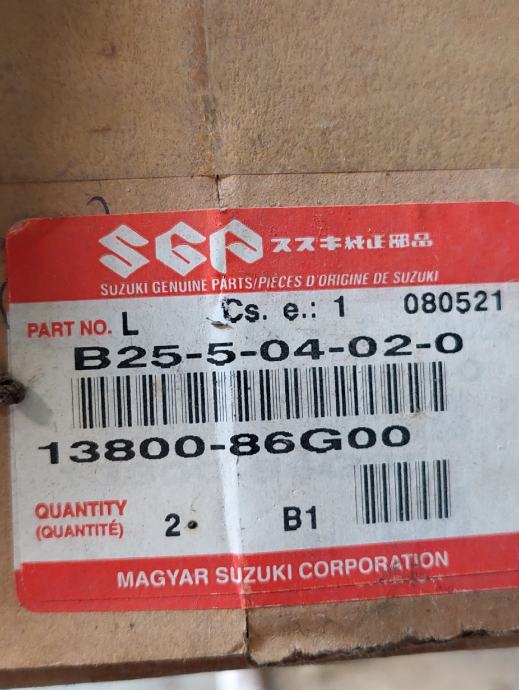 SGP スズキ純正部品
SUZUKI GENUINE PARTS/PIÈCES D'ORIGINE DE SUZUKI
PART NO. L Cs. e.: 1 080521
B25-5-04-02-0
13800-86G00
QUANTITY
(QUANTITÉ) 2 B1
MAGYAR SUZUKI CORPORATION